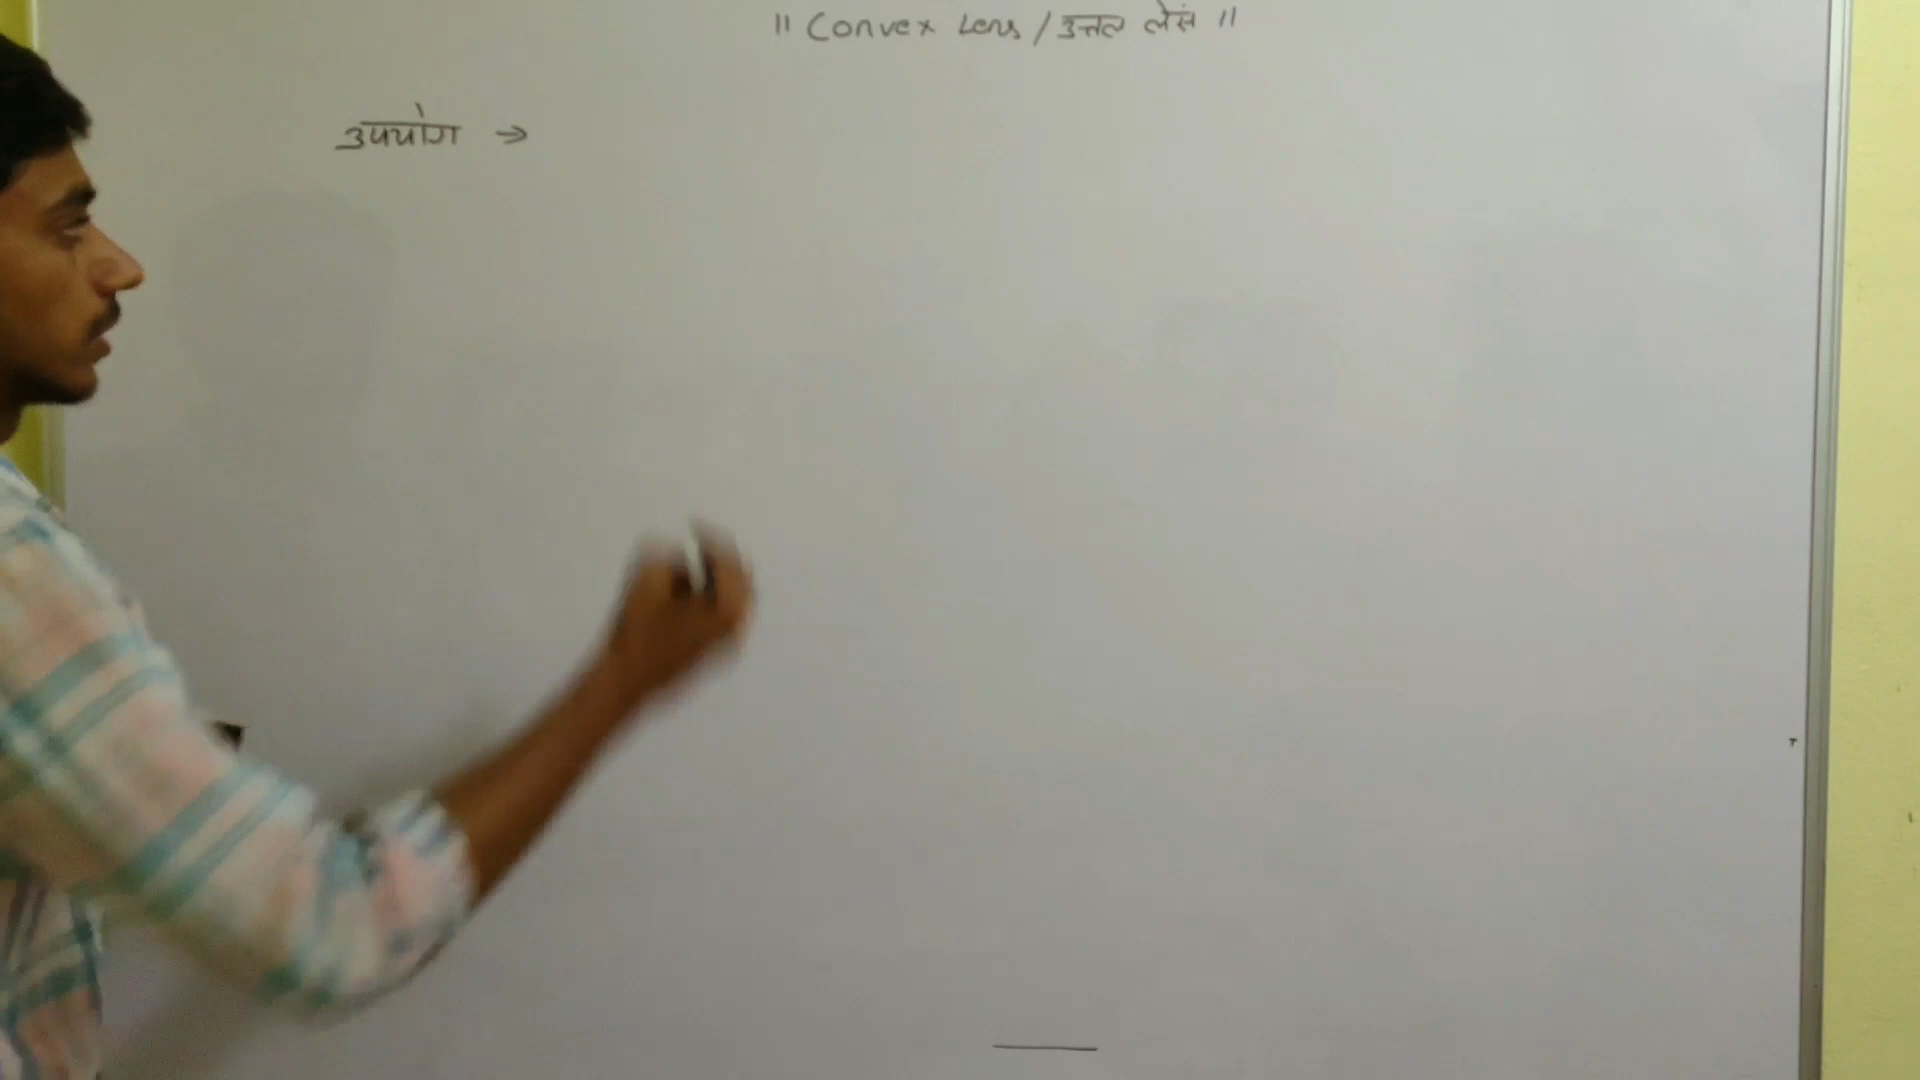 || Convex Lens / उत्तल लेंस ||
उपयोग →